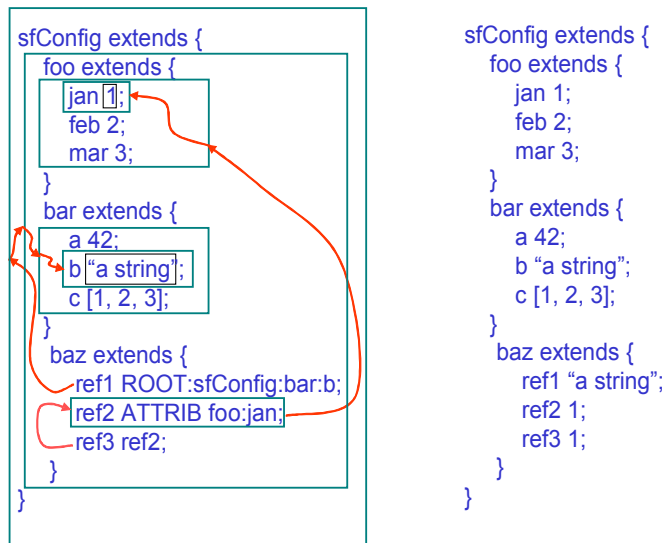 sfConfig extends {
foo extends {
jan 1;
feb 2;
mar 3;
}
bar extends {
a 42;
b “a string”;
c [1, 2, 3];
}
baz extends {
ref1 ROOT:sfConfig:bar:b;
ref2 ATTRIB foo:jan;
ref3 ref2;
}
}
sfConfig extends {
foo extends {
jan 1;
feb 2;
mar 3;
}
bar extends {
a 42;
b “a string”;
c [1, 2, 3];
}
baz extends {
ref1 “a string”;
ref2 1;
ref3 1;
}
}